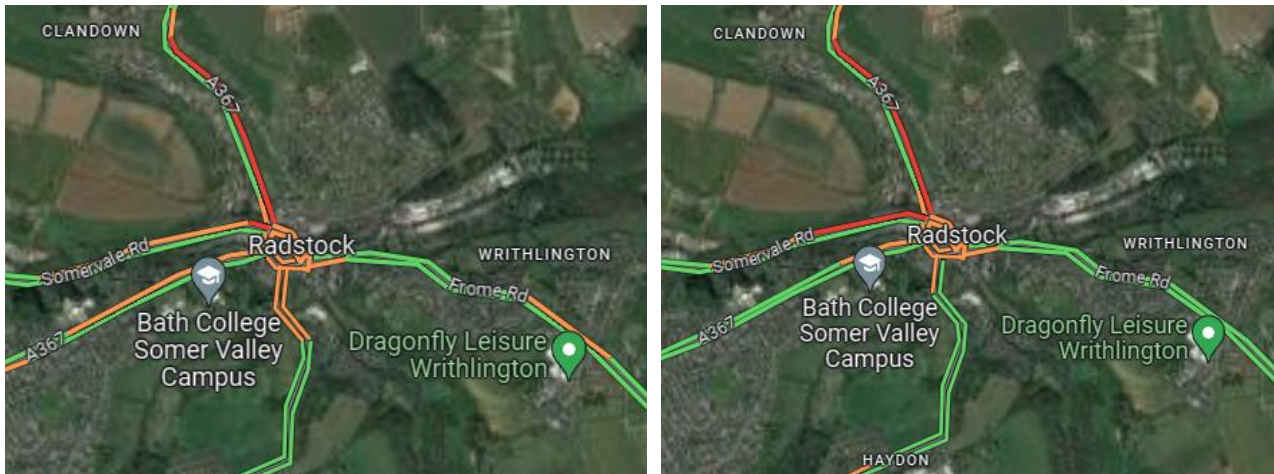 CLANDOWN
A367
Somervale Rd
Radstock
WRITHLINGTON
Frome Rd
A367
Bath College
Somer Valley
Campus
Dragonfly Leisure
Writhlington
CLANDOWN
A367
Somervale Rd
Radstock
WRITHLINGTON
Frome Rd
A367
Bath College
Somer Valley
Campus
Dragonfly Leisure
Writhlington
HAYDON